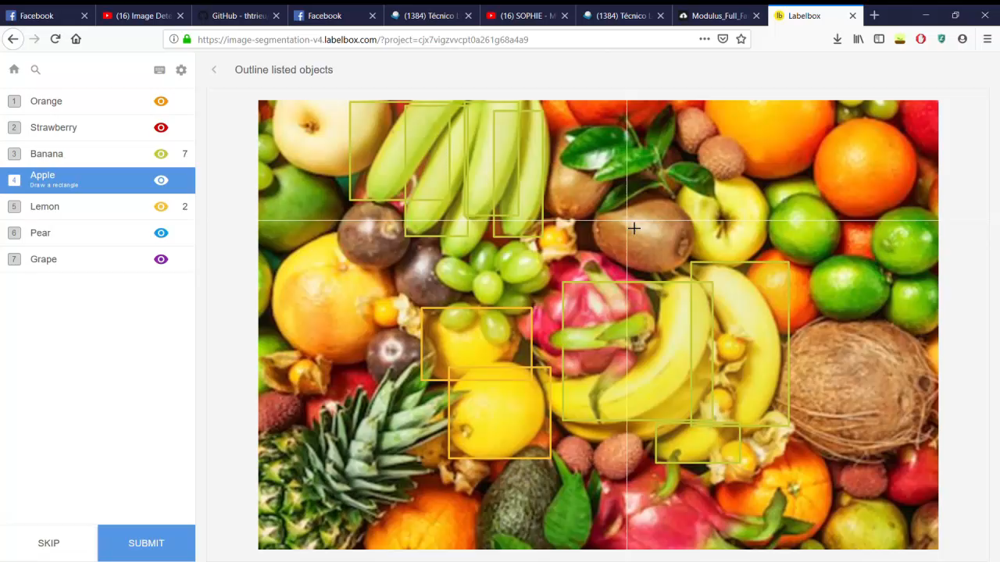 Facebook
(16) Image Dete
GitHub - thtrieu
Facebook
(1384) Técnico L
(16) SOPHIE - M
(1384) Técnico L
Modulus_Full_Fa
Labelbox
https://image-segmentation-v4.labelbox.com/?project=cjx7vigzvvcpt0a261g68a4a9
Outline listed objects
1 Orange
2 Strawberry
3 Banana 7
4 Apple
Draw a rectangle
5 Lemon 2
6 Pear
7 Grape
SKIP
SUBMIT